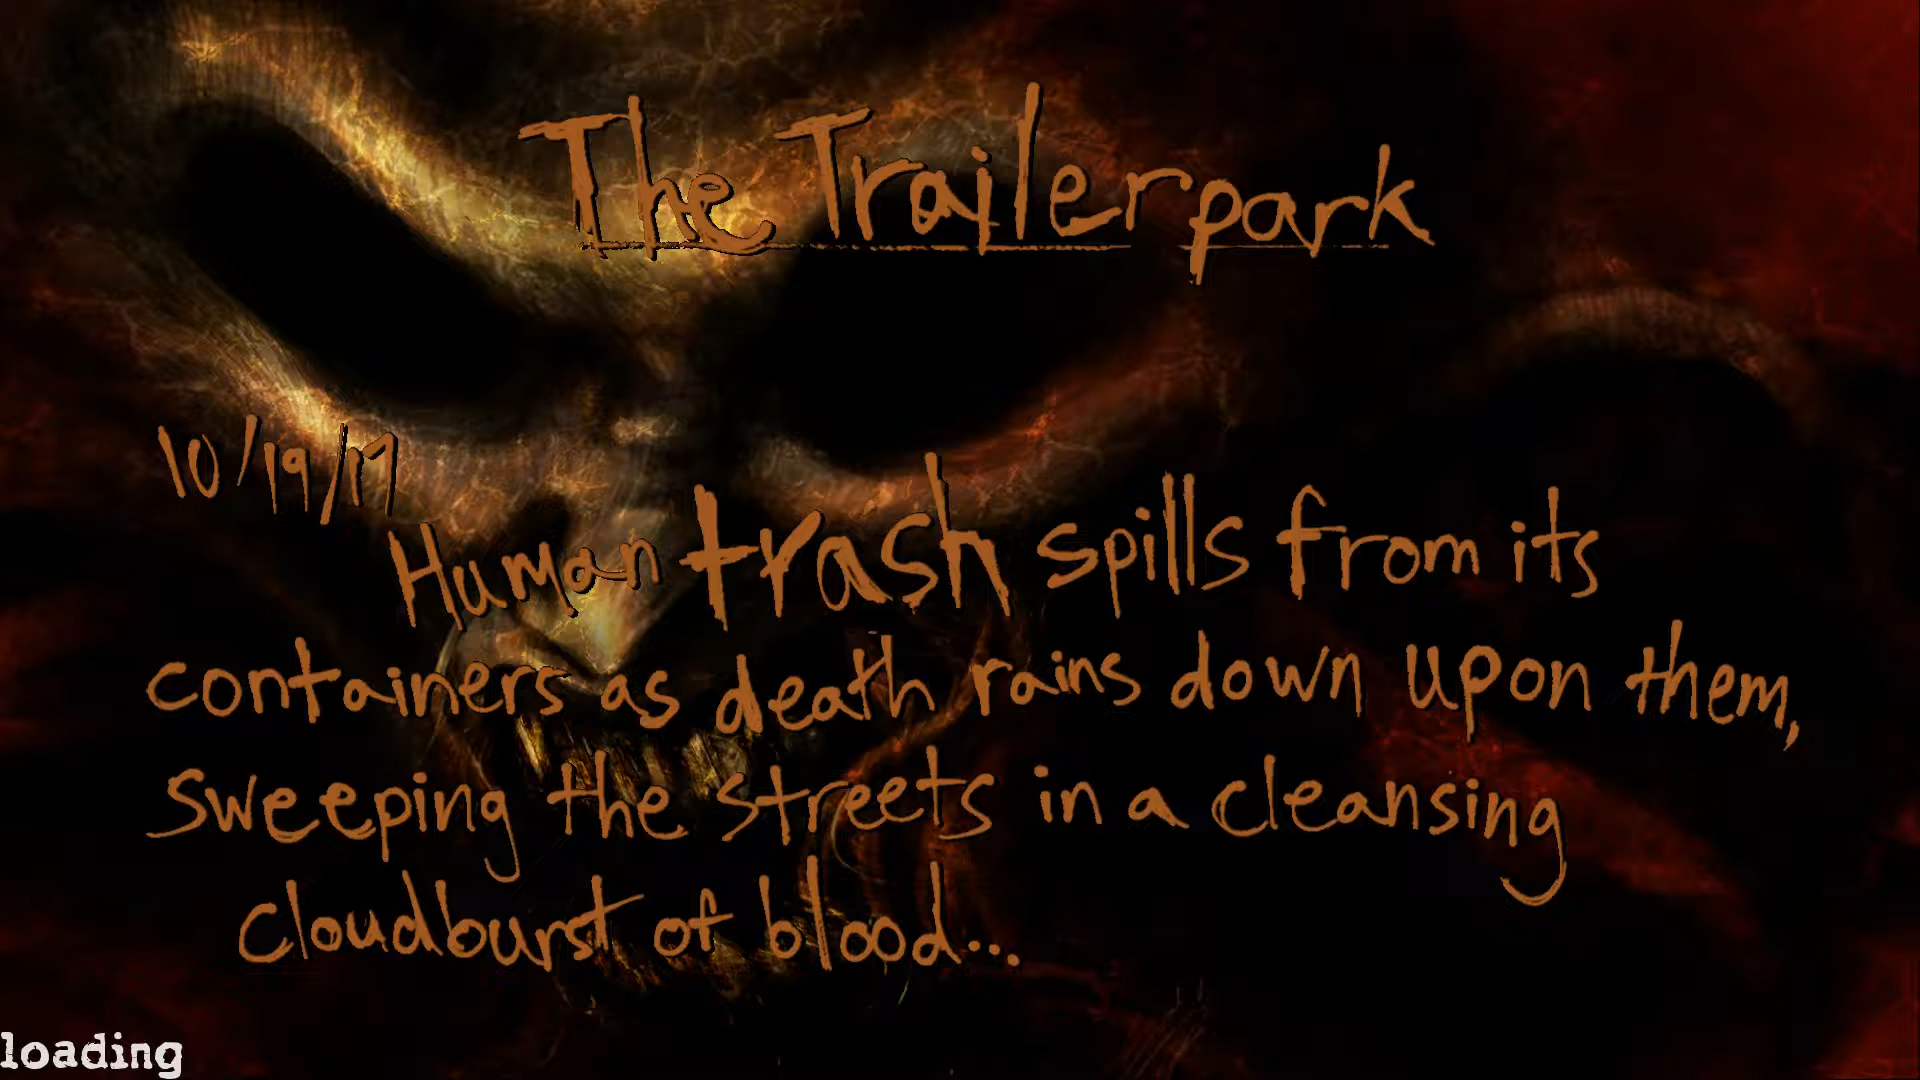 The Trailerpark
10/19/17
Human trash spills from its
containers as death rains down upon them,
sweeping the streets in a cleansing
cloudburst of blood...
loading